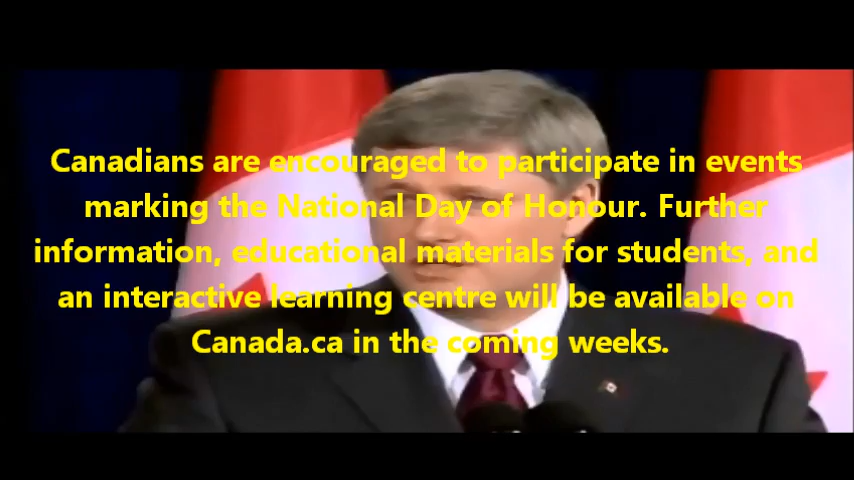 Canadians are encouraged to participate in events
marking the National Day of Honour. Further
information, educational materials for students, and
an interactive learning centre will be available on
Canada.ca in the coming weeks.